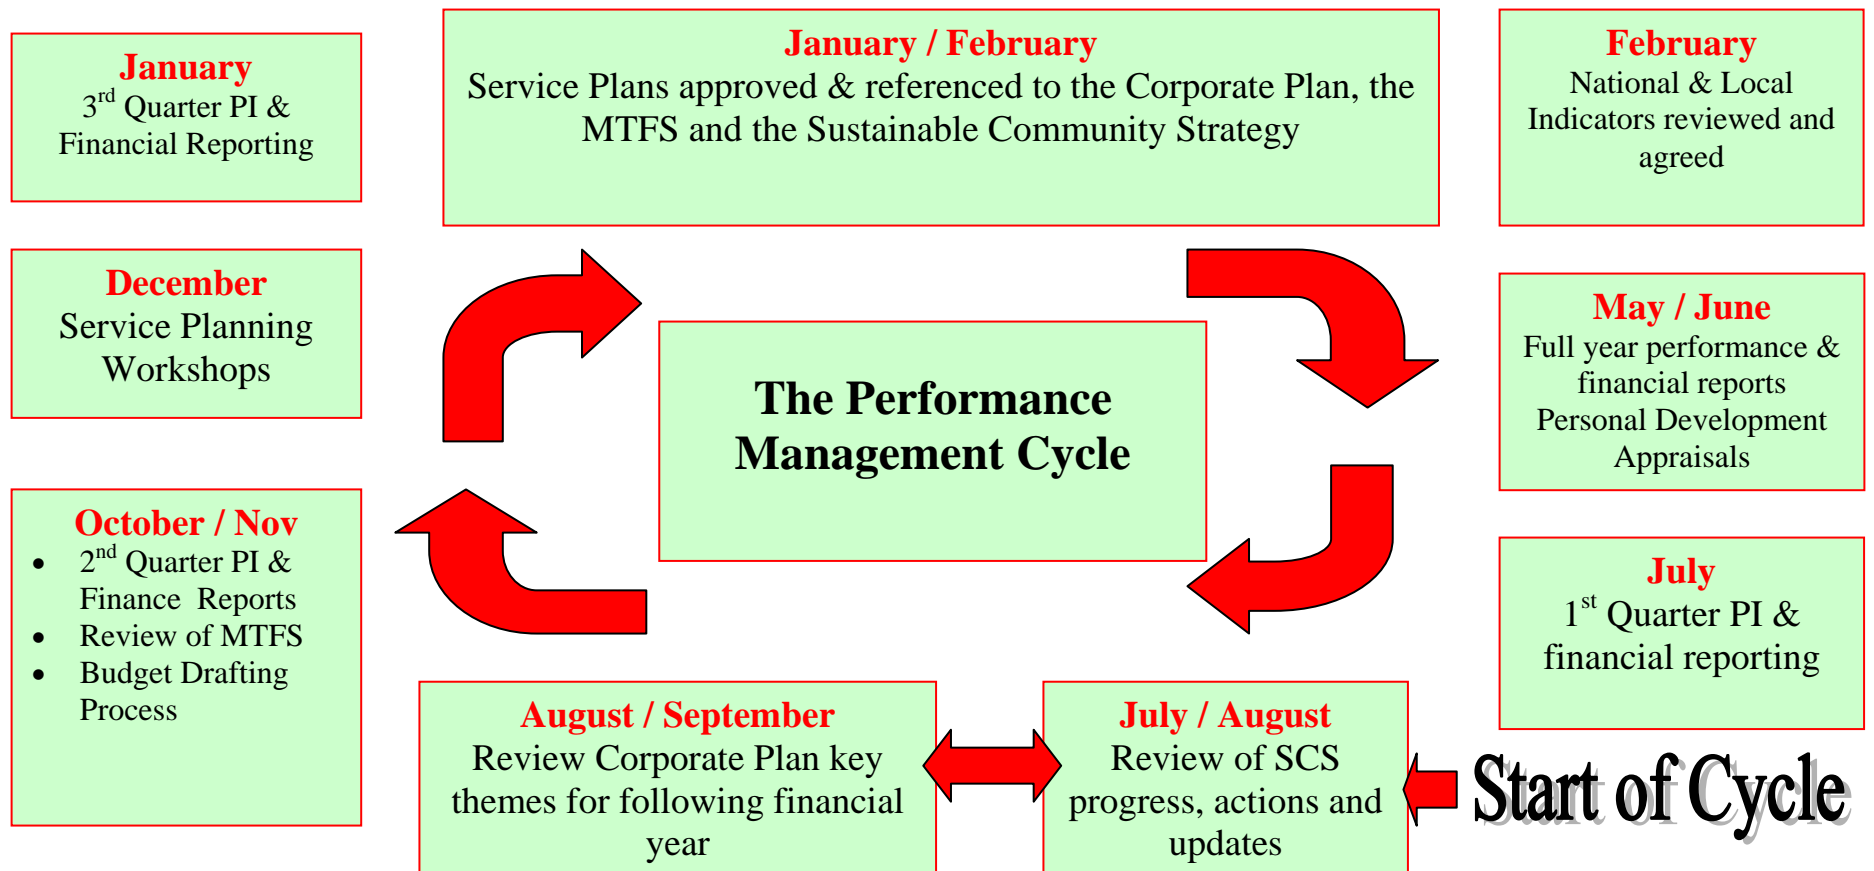 January
3rd Quarter PI &
Financial Reporting
January / February
Service Plans approved & referenced to the Corporate Plan, the
MTFS and the Sustainable Community Strategy
February
National & Local
Indicators reviewed and
agreed
December
Service Planning
Workshops
The Performance
Management Cycle
May / June
Full year performance &
financial reports
Personal Development
Appraisals
October / Nov
• 2nd Quarter PI &
Finance Reports
• Review of MTFS
• Budget Drafting
Process
July
1st Quarter PI &
financial reporting
August / September
Review Corporate Plan key
themes for following financial
year
July / August
Review of SCS
progress, actions and
updates
Start of Cycle